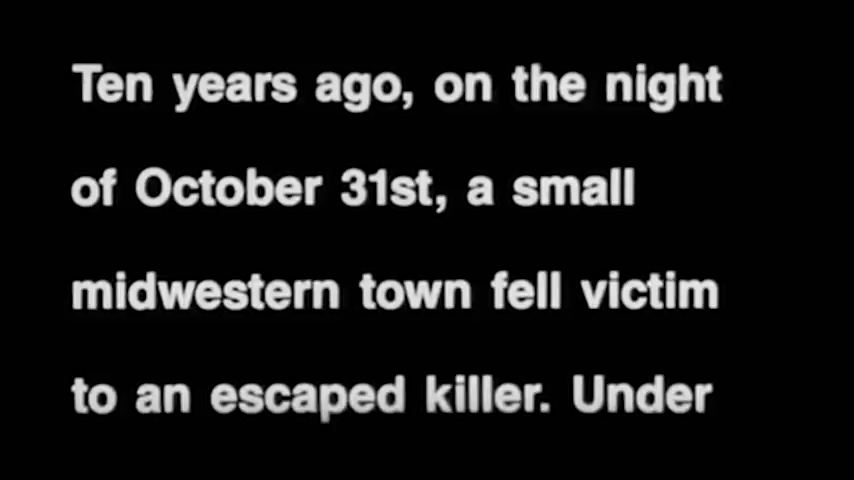 Ten years ago, on the night
of October 31st, a small
midwestern town fell victim
to an escaped killer. Under